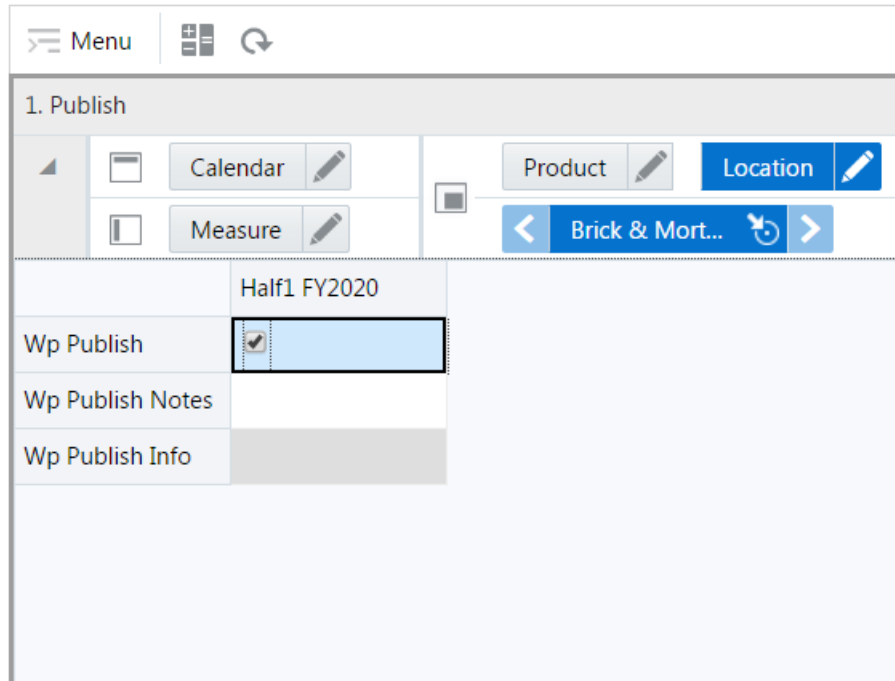 Menu
1. Publish
Calendar
Product
Location
Measure
Brick & Mort...
Half1 FY2020
Wp Publish
Wp Publish Notes
Wp Publish Info